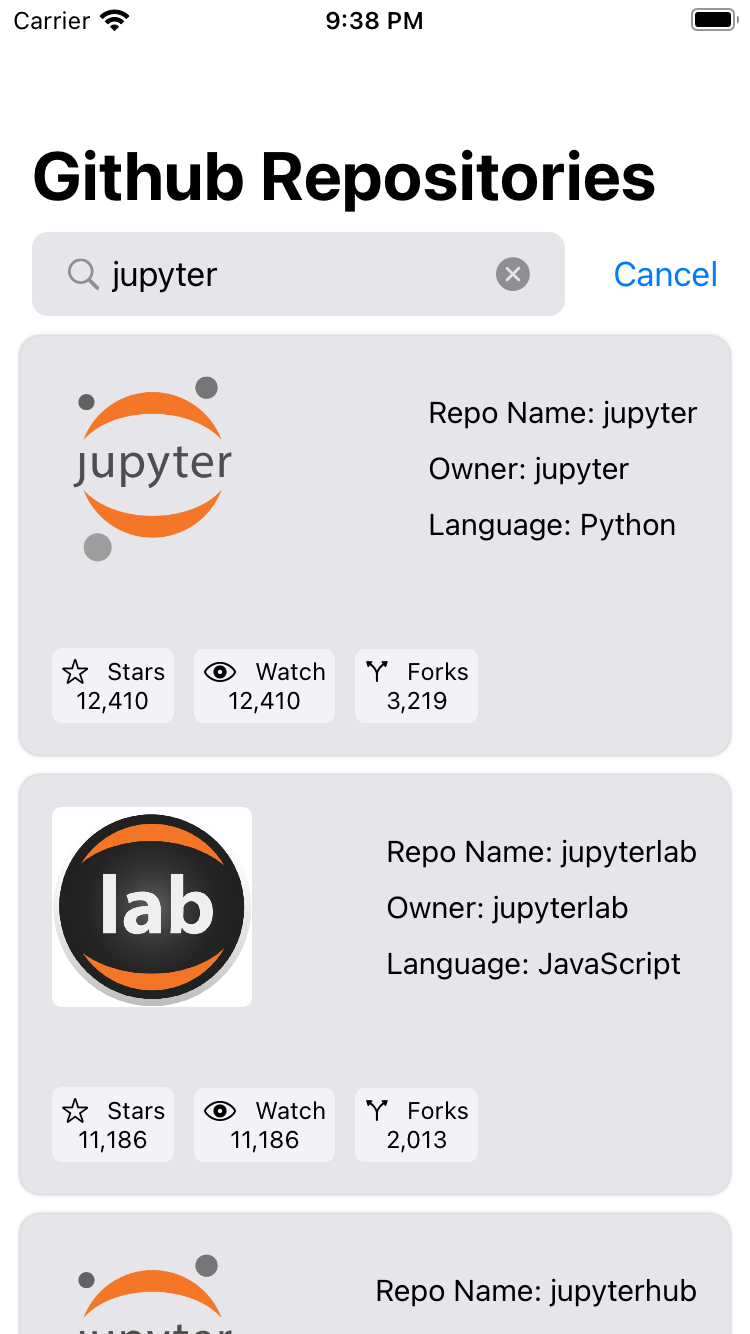 Carrier 9:38 PM
Github Repositories
jupyter Cancel
jupyter
Repo Name: jupyter
Owner: jupyter
Language: Python
Stars Watch Forks
12,410 12,410 3,219
lab
Repo Name: jupyterlab
Owner: jupyterlab
Language: JavaScript
Stars Watch Forks
11,186 11,186 2,013
Repo Name: jupyterhub
jupyter